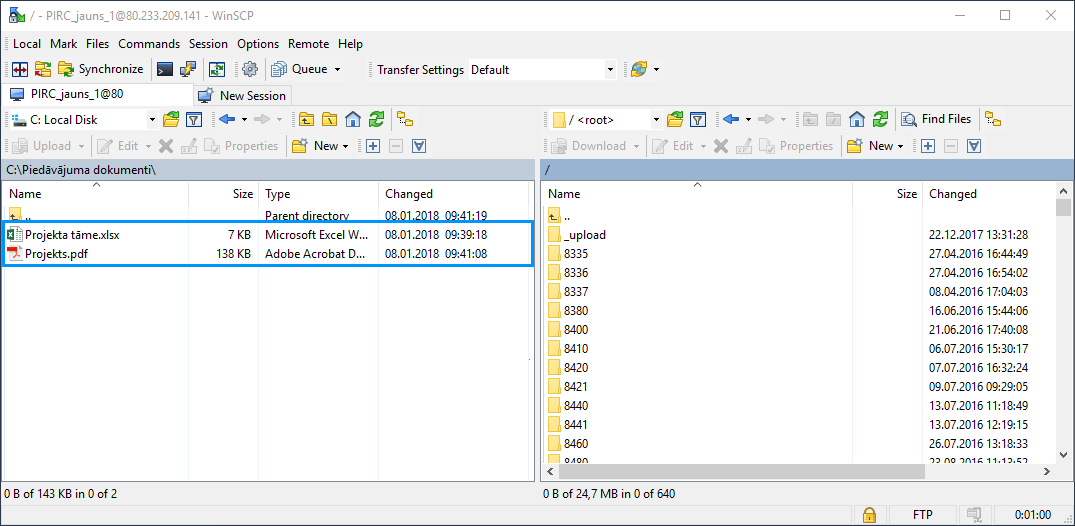 / - PIRC_jauns_1@80.233.209.141 - WinSCP
Local Mark Files Commands Session Options Remote Help
Synchronize Queue Transfer Settings Default
PIRC_jauns_1@80 New Session
C: Local Disk / <root> Find Files
Upload Edit Properties New Download Edit Properties New
C:\Piedāvājuma dokumenti\ /
Name Size Type Changed Name Size Changed
.. Parent directory 08.01.2018 09:41:19 ..
Projekta tāme.xlsx 7 KB Microsoft Excel W... 08.01.2018 09:39:18 _upload 22.12.2017 13:31:28
Projekts.pdf 138 KB Adobe Acrobat D... 08.01.2018 09:41:08 8335 27.04.2016 16:44:49
8336 27.04.2016 16:54:02
8337 08.04.2016 17:04:03
8380 16.06.2016 15:44:06
8400 21.06.2016 17:40:08
8410 06.07.2016 15:30:17
8420 07.07.2016 16:32:24
8421 09.07.2016 09:29:05
8440 13.07.2016 11:18:49
8441 13.07.2016 12:19:15
8460 26.07.2016 13:18:33
8480 23.08.2016 11:13:52
0 B of 143 KB in 0 of 2 0 B of 24,7 MB in 0 of 640
FTP 0:01:00